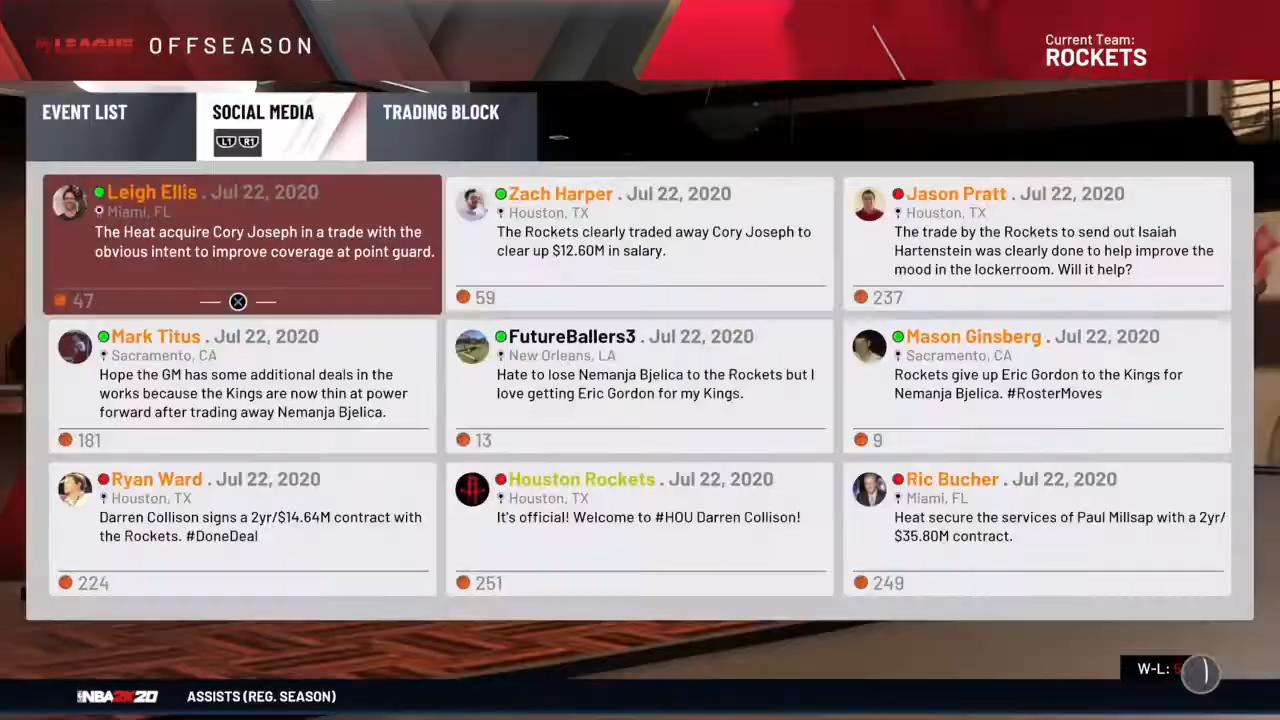 MYLEAGUE OFFSEASON
Current Team:
ROCKETS
EVENT LIST
SOCIAL MEDIA
TRADING BLOCK
L1 R1
Leigh Ellis . Jul 22, 2020
Miami, FL
The Heat acquire Cory Joseph in a trade with the
obvious intent to improve coverage at point guard.
47
Zach Harper . Jul 22, 2020
Houston, TX
The Rockets clearly traded away Cory Joseph to
clear up $12.60M in salary.
59
Jason Pratt . Jul 22, 2020
Houston, TX
The trade by the Rockets to send out Isaiah
Hartenstein was clearly done to help improve the
mood in the lockerroom. Will it help?
237
Mark Titus . Jul 22, 2020
Sacramento, CA
Hope the GM has some additional deals in the
works because the Kings are now thin at power
forward after trading away Nemanja Bjelica.
181
FutureBallers3 . Jul 22, 2020
New Orleans, LA
Hate to lose Nemanja Bjelica to the Rockets but I
love getting Eric Gordon for my Kings.
13
Mason Ginsberg . Jul 22, 2020
Sacramento, CA
Rockets give up Eric Gordon to the Kings for
Nemanja Bjelica. #RosterMoves
9
Ryan Ward . Jul 22, 2020
Houston, TX
Darren Collison signs a 2yr/$14.64M contract with
the Rockets. #DoneDeal
224
Houston Rockets . Jul 22, 2020
Houston, TX
It's official! Welcome to #HOU Darren Collison!
251
Ric Bucher . Jul 22, 2020
Miami, FL
Heat secure the services of Paul Millsap with a 2yr/
$35.80M contract.
249
W-L:
NBA 2K20
ASSISTS (REG. SEASON)